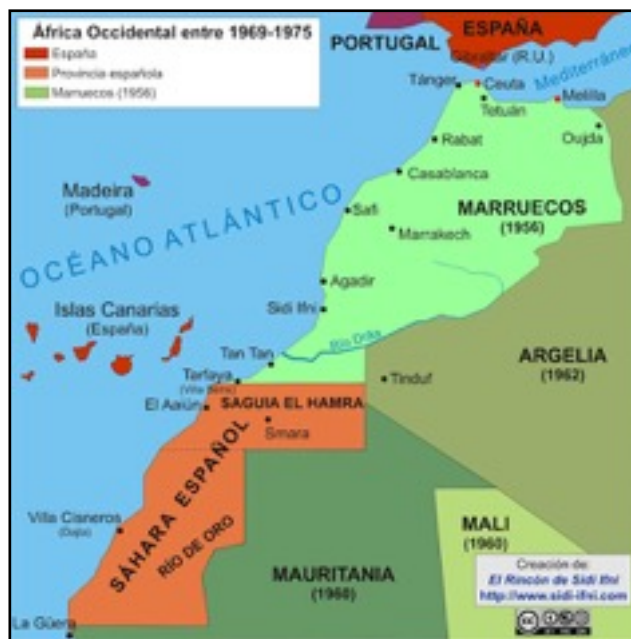 África Occidental entre 1969-1975
España
Provincia española
Marruecos (1956)
PORTUGAL
ESPAÑA
Gibraltar (R.U.)
Mediterráneo
Tánger
Ceuta
Tetuán
Melilla
Oujda
Rabat
Casablanca
Madeira
(Portugal)
OCÉANO ATLÁNTICO
Safi
MARRUECOS
(1956)
Marrakech
Agadir
Islas Canarias
(España)
Sidi Ifni
Río Drâa
Tan Tan
ARGELIA
(1962)
Tarfaya
(Villa Bens)
Tinduf
El Aaiún
SAGUIA EL HAMRA
Smara
SÁHARA ESPAÑOL
Villa Cisneros
(Dajla)
RÍO DE ORO
MALI
(1960)
MAURITANIA
(1960)
La Güera
Creación de:
El Rincón de Sidi Ifni
http://www.sidi-ifni.com